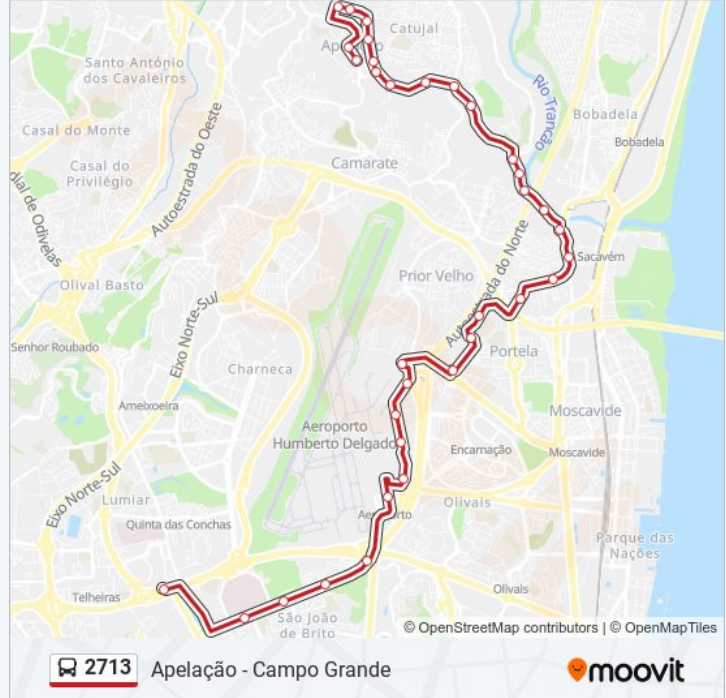 Catujal
Apelação
Santo António
dos Cavaleiros
Rio Trancão
Bobadela
Bobadela
Casal do Monte
Casal do
Privilégio
Autoestrada do Oeste
Camarate
dial de Odivelas
Autoestrada do Norte
Sacavém
Prior Velho
Olival Basto
Eixo Norte-Sul
Senhor Roubado
Portela
Charneca
Ameixoeira
Moscavide
Aeroporto
Humberto Delgado
Encarnação
Moscavide
Eixo Norte-Sul
Lumiar
Olivais
Quinta das Conchas
Aeroporto
Parque das
Nações
Telheiras
Olivais
São João
de Brito
© OpenStreetMap contributors | © OpenMapTiles
2713 Apelação - Campo Grande
moovit